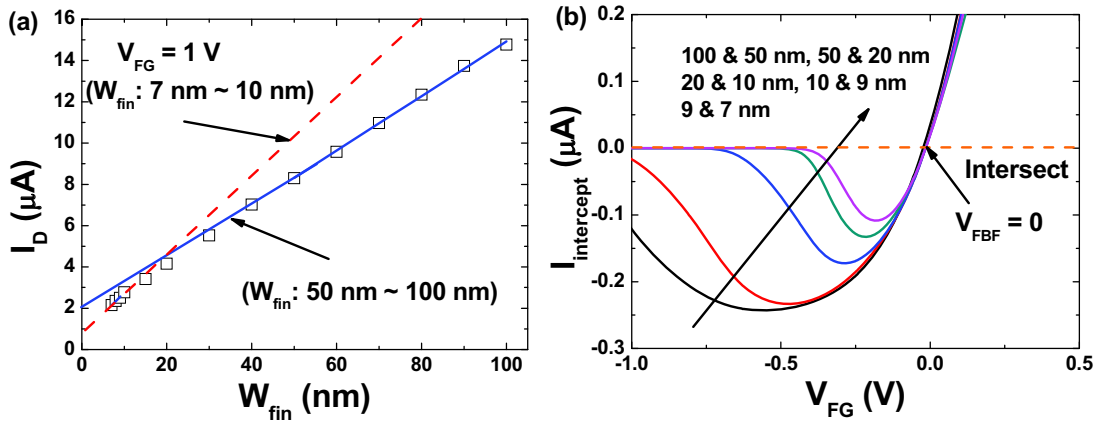 (a)
16
14
12
10
8
6
4
2
0
I_D (μA)
V_FG = 1 V
(W_fin: 7 nm ~ 10 nm)
(W_fin: 50 nm ~ 100 nm)
0 20 40 60 80 100
W_fin (nm)
(b)
0.2
0.1
0.0
-0.1
-0.2
-0.3
I_intercept (μA)
100 & 50 nm, 50 & 20 nm
20 & 10 nm, 10 & 9 nm
9 & 7 nm
Intersect
V_FBF = 0
-1.0 -0.5 0.0 0.5
V_FG (V)